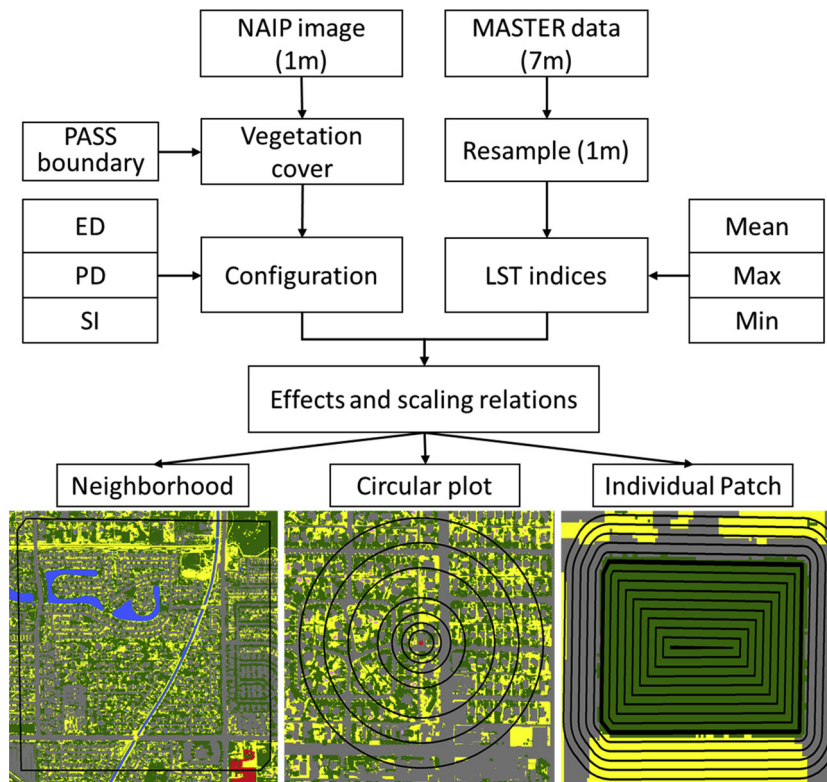 NAIP image
(1m)
MASTER data
(7m)
PASS
boundary
Vegetation
cover
Resample (1m)
ED
PD
SI
Configuration
LST indices
Mean
Max
Min
Effects and scaling relations
Neighborhood
Circular plot
Individual Patch